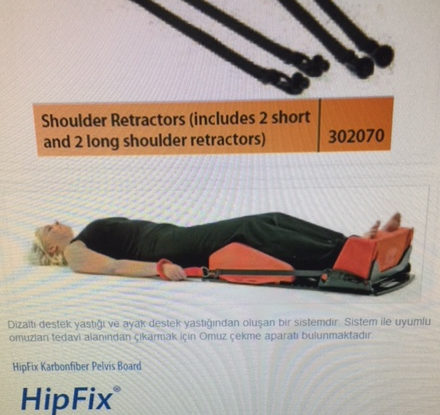 Shoulder Retractors (includes 2 short
and 2 long shoulder retractors)
302070
Dizaltı destek yastığı ve ayak destek yastığından oluşan bir sistemdir. Sistem ile uyumlu
omuzları tedavi alanından çıkarmak için Omuz çekme aparatı bulunmaktadır
HipFix Karbonfiber Pelvis Board
HipFix®